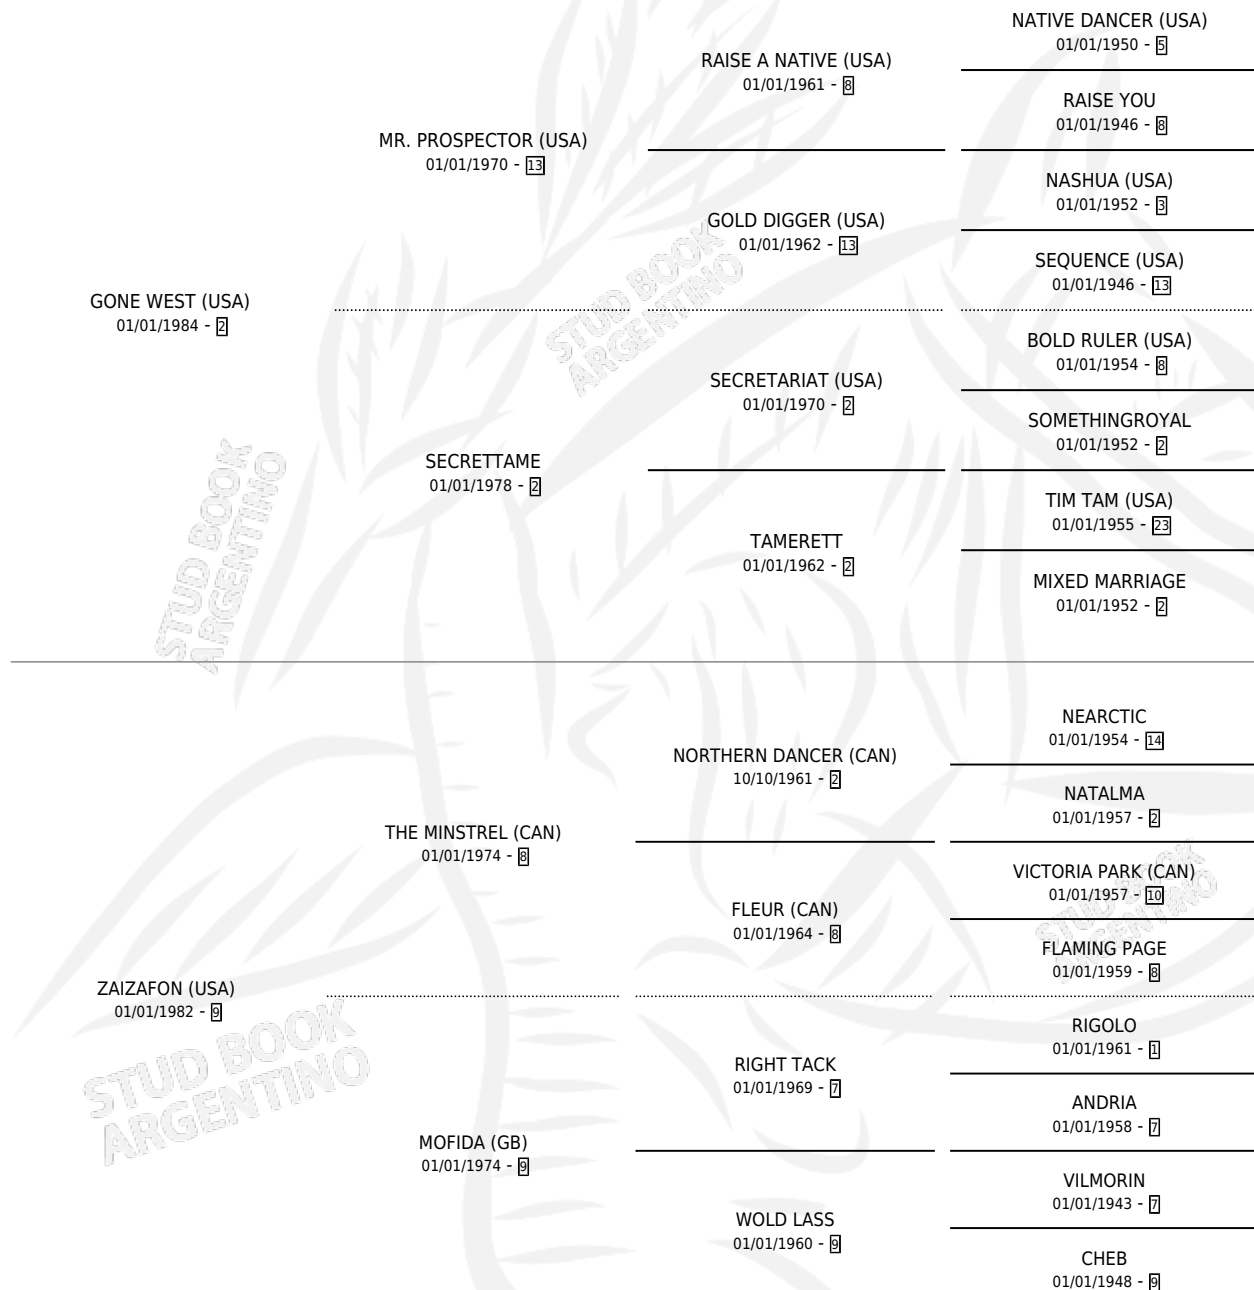 GONE WEST (USA)
01/01/1984 - 2
MR. PROSPECTOR (USA)
01/01/1970 - 13
RAISE A NATIVE (USA)
01/01/1961 - 8
NATIVE DANCER (USA)
01/01/1950 - 5
RAISE YOU
01/01/1946 - 8
GOLD DIGGER (USA)
01/01/1962 - 13
NASHUA (USA)
01/01/1952 - 3
SEQUENCE (USA)
01/01/1946 - 13
SECRETTAME
01/01/1978 - 2
SECRETARIAT (USA)
01/01/1970 - 2
BOLD RULER (USA)
01/01/1954 - 8
SOMETHINGROYAL
01/01/1952 - 2
TAMERETT
01/01/1962 - 2
TIM TAM (USA)
01/01/1955 - 23
MIXED MARRIAGE
01/01/1952 - 2
ZAIZAFON (USA)
01/01/1982 - 9
THE MINSTREL (CAN)
01/01/1974 - 8
NORTHERN DANCER (CAN)
10/10/1961 - 2
NEARCTIC
01/01/1954 - 14
NATALMA
01/01/1957 - 2
FLEUR (CAN)
01/01/1964 - 8
VICTORIA PARK (CAN)
01/01/1957 - 10
FLAMING PAGE
01/01/1959 - 8
MOFIDA (GB)
01/01/1974 - 9
RIGHT TACK
01/01/1969 - 7
RIGOLO
01/01/1961 - 1
ANDRIA
01/01/1958 - 7
WOLD LASS
01/01/1960 - 9
VILMORIN
01/01/1943 - 7
CHEB
01/01/1948 - 9
STUD BOOK
ARGENTINO
STUD BOOK
ARGENTINO
STUD BOOK
ARGENTINO
STUD BOOK
ARGENTINO